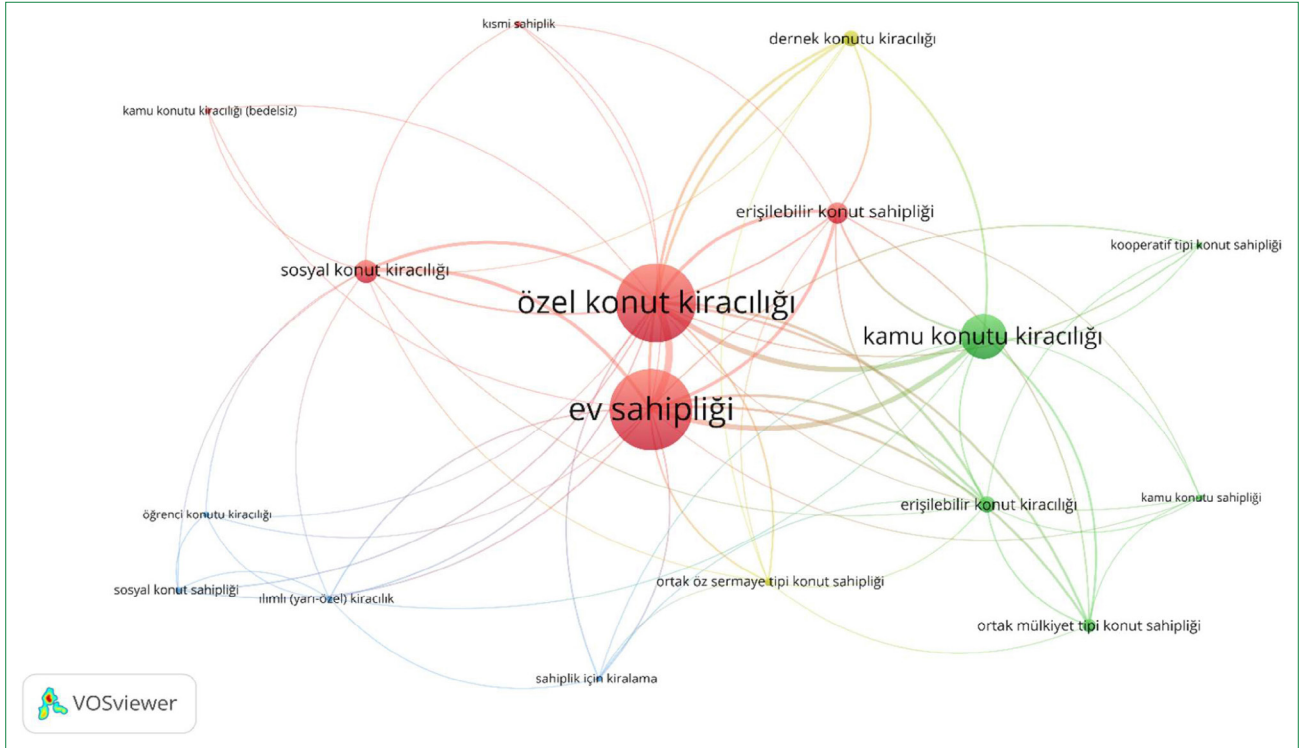 kısmi sahiplik
dernek konutu kiracılığı
kamu konutu kiracılığı (bedelsiz)
erişilebilir konut sahipliği
kooperatif tipi konut sahipliği
sosyal konut kiracılığı
özel konut kiracılığı
kamu konutu kiracılığı
ev sahipliği
kamu konutu sahipliği
erişilebilir konut kiracılığı
öğrenci konutu kiracılığı
ortak öz sermaye tipi konut sahipliği
sosyal konut sahipliği
ılımlı (yarı-özel) kiracılık
ortak mülkiyet tipi konut sahipliği
sahiplik için kiralama
VOSviewer